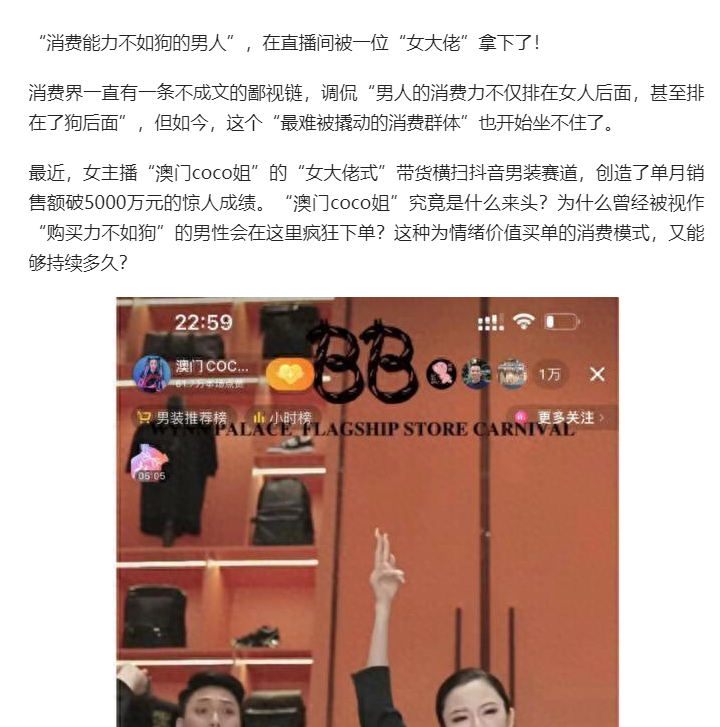 “消费能力不如狗的男人”，在直播间被一位“女大佬”拿下了！
消费界一直有一条不成文的鄙视链，调侃“男人的消费力不仅排在女人后面，甚至排
在了狗后面”，但如今，这个“最难被撬动的消费群体”也开始坐不住了。
最近，女主播“澳门coco姐”的“女大佬式”带货横扫抖音男装赛道，创造了单月销
售额破5000万元的惊人成绩。“澳门coco姐”究竟是什么来头？为什么曾经被视作
“购买力不如狗”的男性会在这里疯狂下单？这种为情绪价值买单的消费模式，又能
够持续多久？
22:59
BB
澳门COC...
1万
男装推荐榜 小时榜 更多关注
WYNN PALACE FLAGSHIP STORE CARNIVAL
05:05